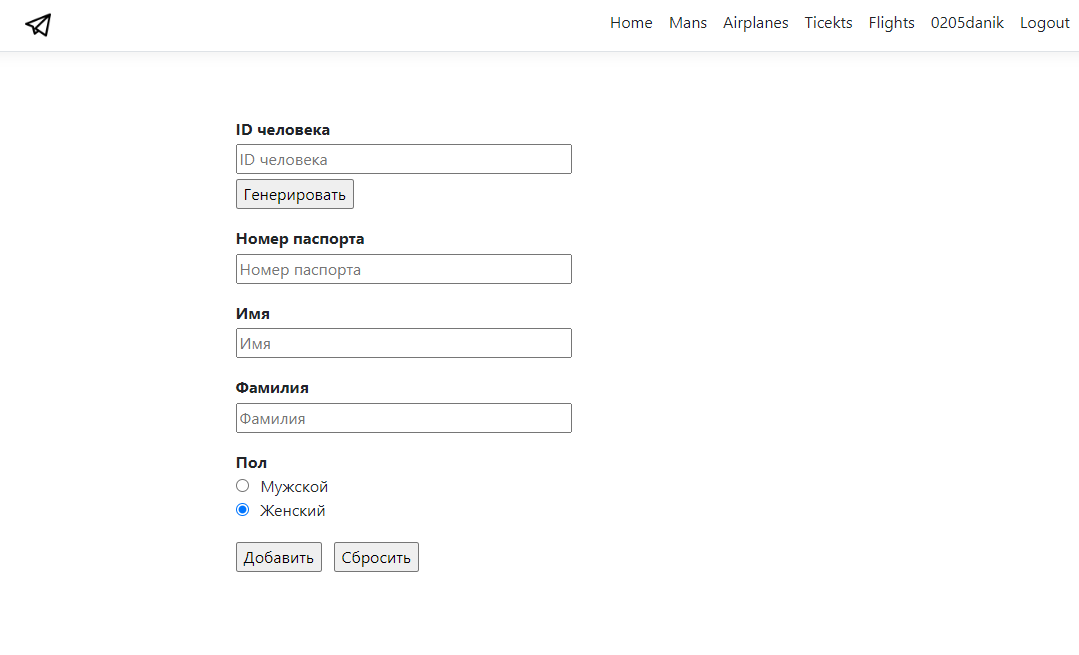 Home Mans Airplanes Ticekts Flights 0205danik Logout
ID человека
ID человека
Генерировать
Номер паспорта
Номер паспорта
Имя
Имя
Фамилия
Фамилия
Пол
Мужской
Женский
Добавить Сбросить